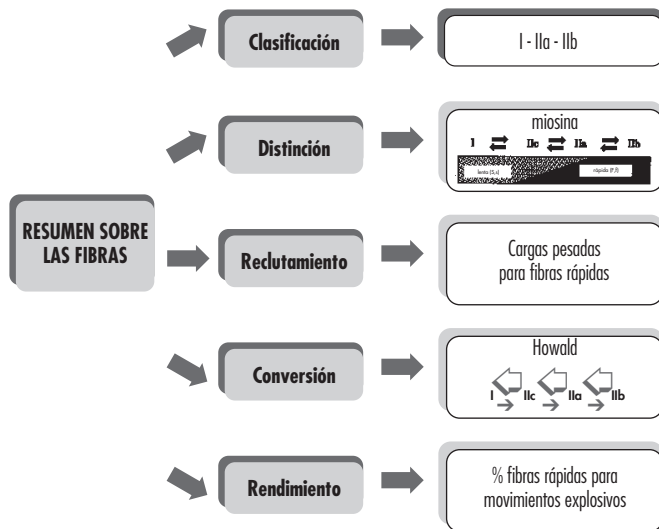 Clasificación
I - IIa - IIb
Distinción
miosina
I IIc IIa IIb
lenta (S,s) rápida (F,f)
RESUMEN SOBRE
LAS FIBRAS
Reclutamiento
Cargas pesadas
para fibras rápidas
Conversión
Howald
I IIc IIa IIb
Rendimiento
% fibras rápidas para
movimientos explosivos